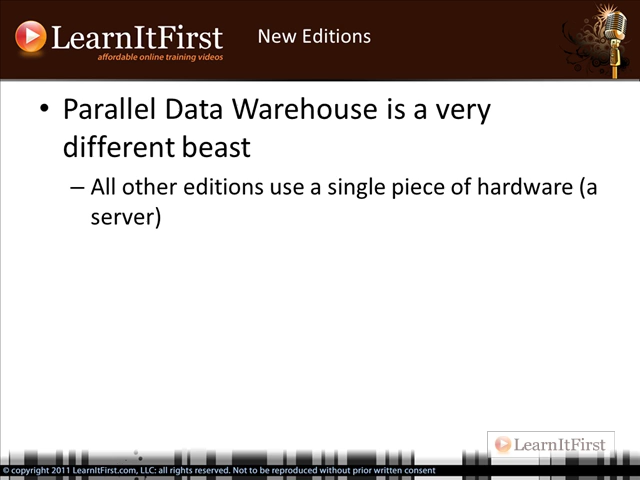 LearnItFirst
affordable online training videos
New Editions
• Parallel Data Warehouse is a very
different beast
– All other editions use a single piece of hardware (a
server)
LearnItFirst
© copyright 2011 LearnItFirst.com, LLC: all rights reserved. Not to be reproduced without prior written consent